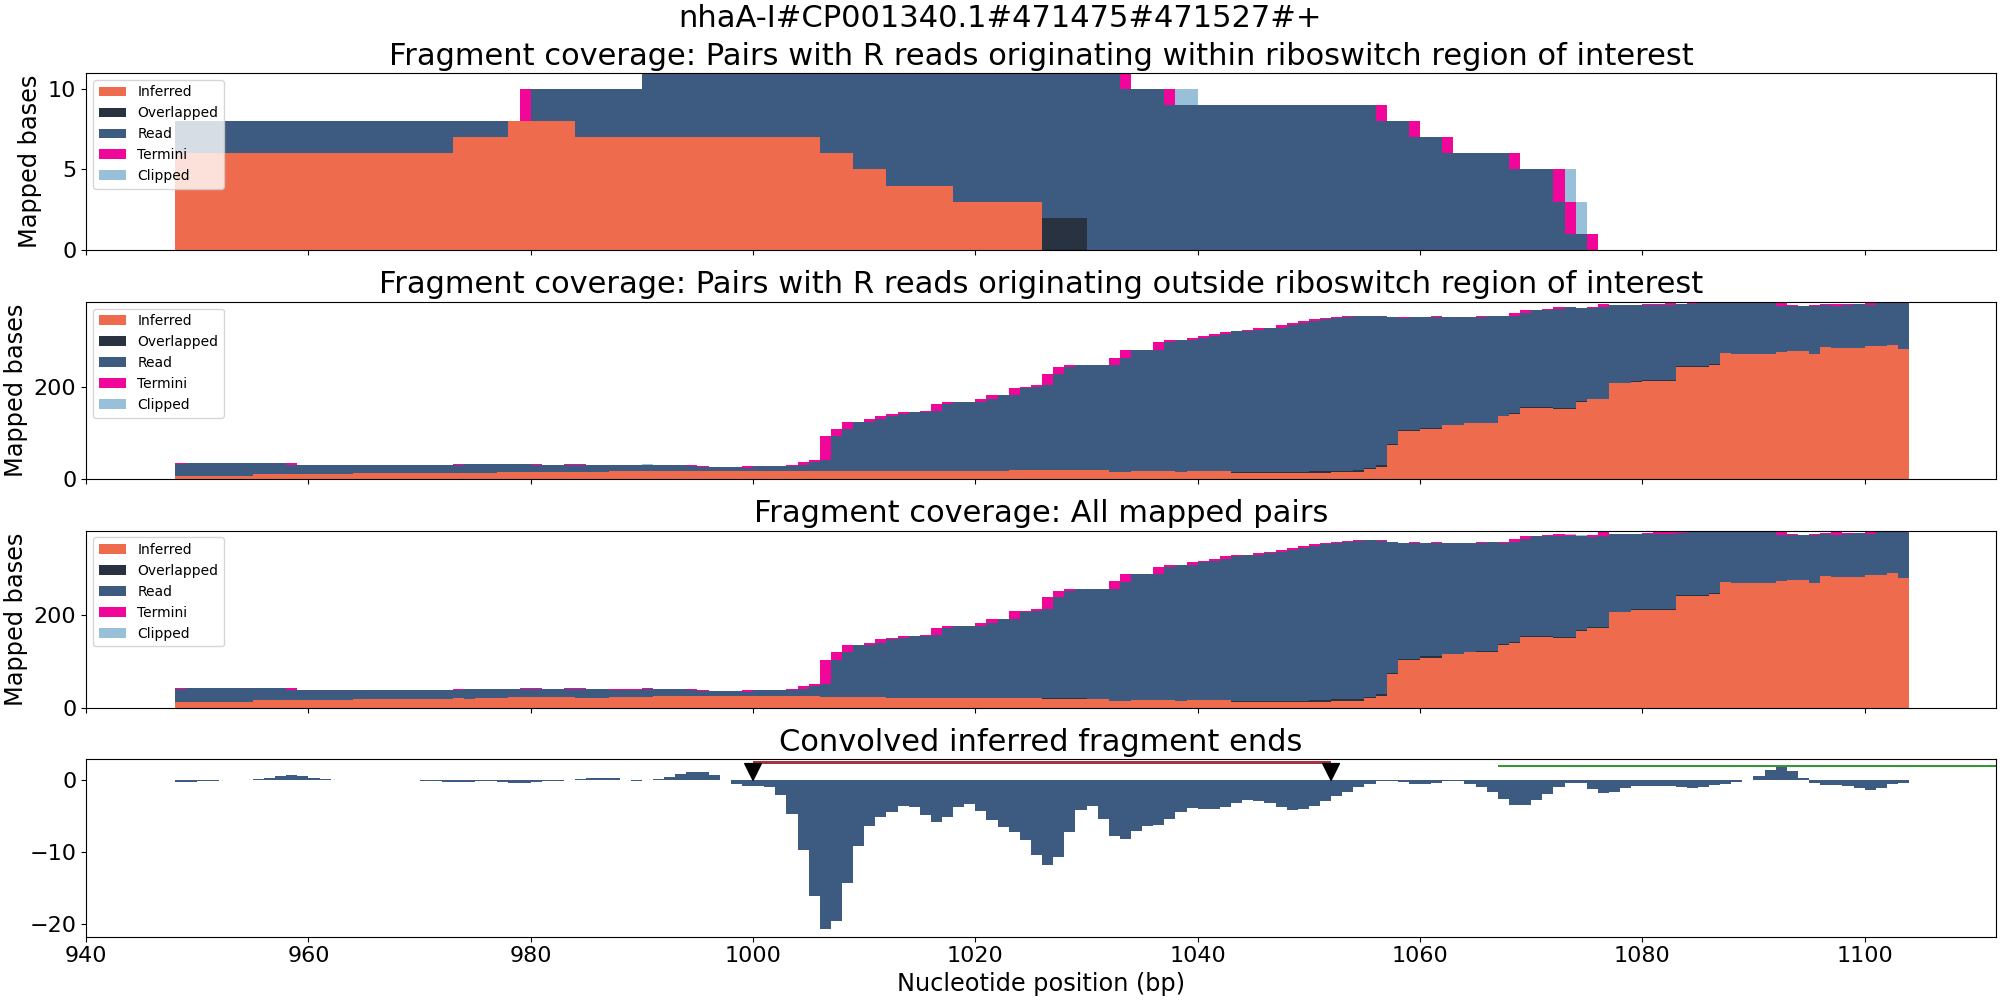 nhaA-I#CP001340.1#471475#471527#+
Fragment coverage: Pairs with R reads originating within riboswitch region of interest
Mapped bases
10
5
0
Inferred
Overlapped
Read
Termini
Clipped
Fragment coverage: Pairs with R reads originating outside riboswitch region of interest
Mapped bases
200
0
Inferred
Overlapped
Read
Termini
Clipped
Fragment coverage: All mapped pairs
Mapped bases
200
0
Inferred
Overlapped
Read
Termini
Clipped
Convolved inferred fragment ends
0
−10
−20
940 960 980 1000 1020 1040 1060 1080 1100
Nucleotide position (bp)